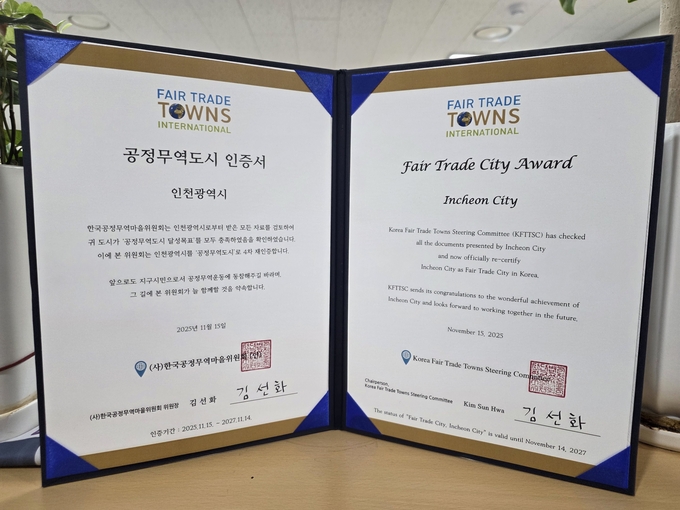 FAIR TRADE
TOWNS
INTERNATIONAL
공정무역도시 인증서
인천광역시
한국공정무역마을위원회는 인천광역시로부터 받은 모든 자료를 검토하여
귀 도시가 '공정무역도시 달성목표'를 모두 충족하였음을 확인하였습니다.
이에 본 위원회는 인천광역시를 '공정무역도시'로 4차 재인증합니다.
앞으로도 지구시민으로서 공정무역운동에 동참해주길 바라며,
그 길에 본 위원회가 늘 함께할 것을 약속합니다.
2025년 11월 15일
(사)한국공정무역마을위원회
(사)한국공정무역마을위원회 위원장 김 선 화 김 선 화
인증기간 : 2025.11.15. ~ 2027.11.14.
FAIR TRADE
TOWNS
INTERNATIONAL
Fair Trade City Award
Incheon City
Korea Fair Trade Towns Steering Committee (KFTTSC) has checked
all the documents presented by Incheon City
and now officially re-certify
Incheon City as Fair Trade City in Korea.
KFTTSC sends its congratulations to the wonderful achievement of
Incheon City and looks forward to working together in the future.
November 15, 2025
Korea Fair Trade Towns Steering Committee
Chairperson,
Korea Fair Trade Towns Steering Committee Kim Sun Hwa 김 선 화
The status of "Fair Trade City, Incheon City" is valid until November 14, 2027